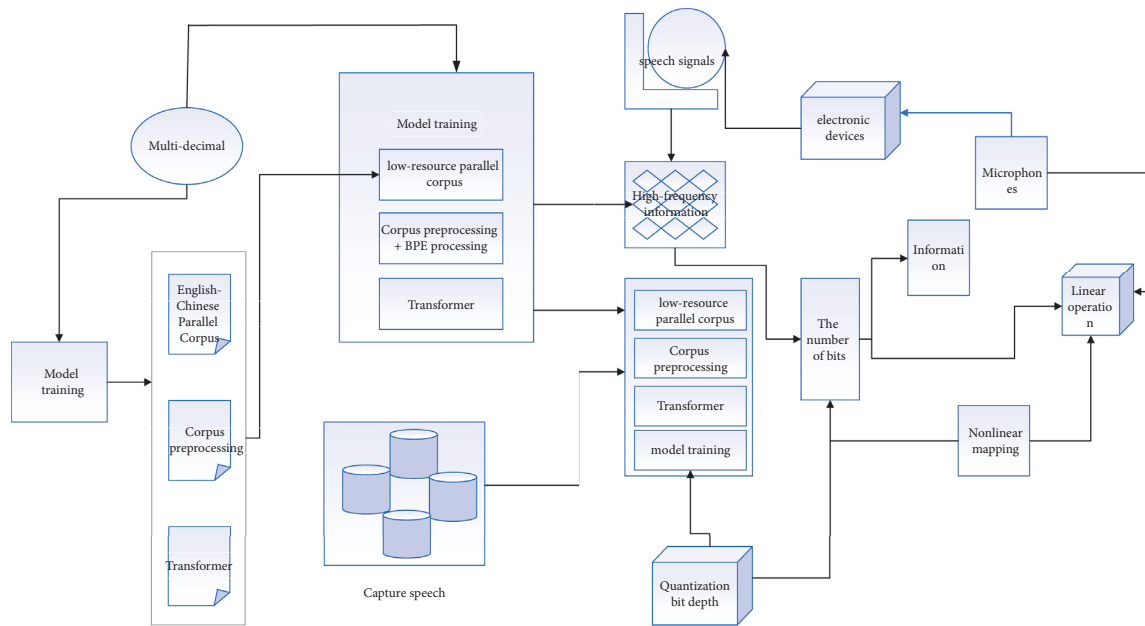 Multi-decimal
Model training
low-resource parallel
corpus
Corpus preprocessing
+ BPE processing
Transformer
speech signals
electronic
devices
Microphon
es
High-frequency
information
Informati
on
Linear
operatio
n
The
number
of bits
low-resource
parallel corpus
Corpus
preprocessing
Transformer
model training
Nonlinear
mapping
Model
training
English-
Chinese
Parallel
Corpus
Corpus
preprocessing
Transformer
Capture speech
Quantization
bit depth